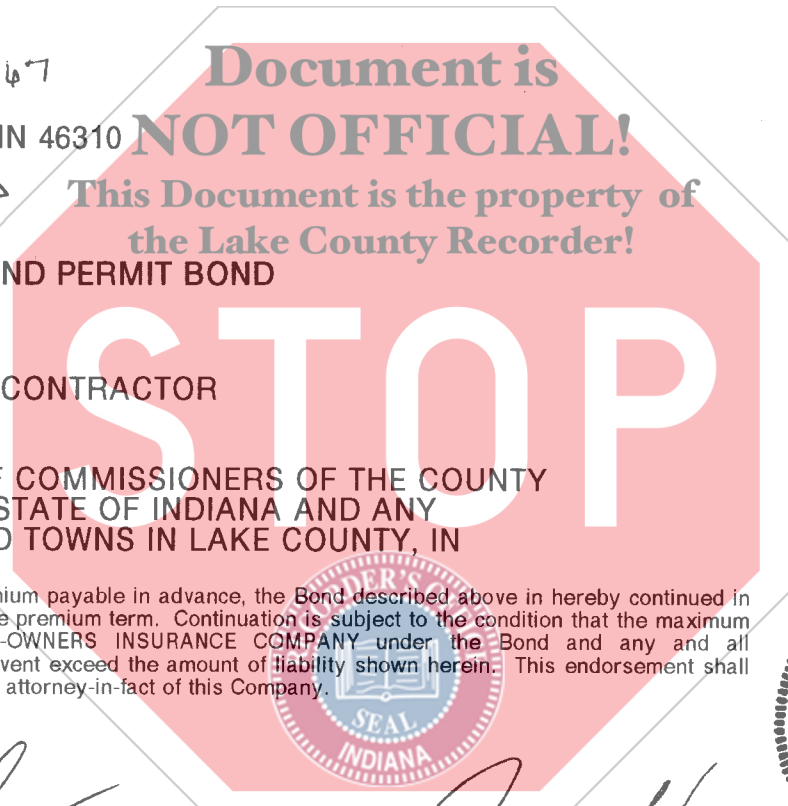 Document is
47
IN 46310 NOT OFFICIAL!
This Document is the property of
the Lake County Recorder!
ND PERMIT BOND
STOP
CONTRACTOR
COMMISSIONERS OF THE COUNTY
STATE OF INDIANA AND ANY
TOWNS IN LAKE COUNTY, IN
nium payable in advance, the Bond described above in hereby continued in
e premium term. Continuation is subject to the condition that the maximum
-OWNERS INSURANCE COMPANY under the Bond and any and all
vent exceed the amount of liability shown herein. This endorsement shall
attorney-in-fact of this Company.
RECORDER'S OFFICE
SEAL
INDIANA